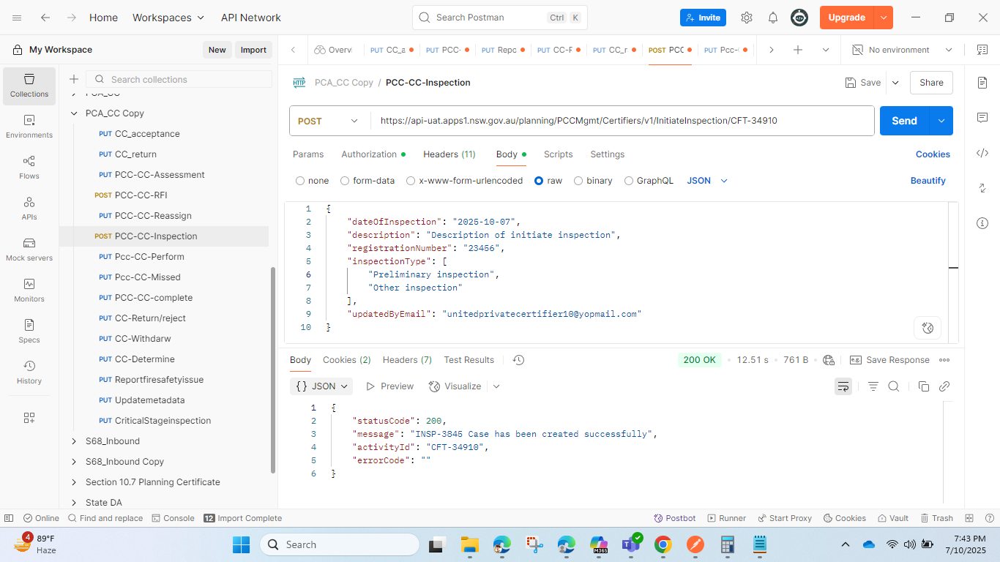 Home Workspaces API Network Search Postman Ctrl K Invite Upgrade
My Workspace New Import Overvi PUT CC_a PUT PCC- PUT Repo PUT CC-F PUT CC_r POST PCC PUT Pcc- No environment
Collections
Environments
Flows
APIs
Mock servers
Monitors
Specs
History
Search collections
PCA_CC
PCA_CC Copy
PUT CC_acceptance
PUT CC_return
PUT PCC-CC-Assessment
POST PCC-CC-RFI
PUT PCC-CC-Reassign
POST PCC-CC-Inspection
PUT Pcc-CC-Perform
PUT Pcc-CC-Missed
PUT PCC-CC-complete
PUT CC-Return/reject
PUT CC-Withdarw
PUT CC-Determine
PUT Reportfiresafetyissue
PUT Updatemetadata
PUT CriticalStageinspection
S68_Inbound
S68_Inbound Copy
Section 10.7 Planning Certificate
State DA
HTTP PCA_CC Copy / PCC-CC-Inspection Save Share
POST https://api-uat.apps1.nsw.gov.au/planning/PCCMgmt/Certifiers/v1/InitiateInspection/CFT-34910 Send
Params Authorization Headers (11) Body Scripts Settings Cookies
none form-data x-www-form-urlencoded raw binary GraphQL JSON Beautify
1 {
2 "dateOfInspection": "2025-10-07",
3 "description": "Description of initiate inspection",
4 "registrationNumber": "23456",
5 "inspectionType": [
6 "Preliminary inspection",
7 "Other inspection"
8 ],
9 "updatedByEmail": "unitedprivatecertifier10@yopmail.com"
10 }
Body Cookies (2) Headers (7) Test Results 200 OK • 12.51 s • 761 B • e.g. Save Response
{} JSON Preview Visualize
1 {
2 "statusCode": 200,
3 "message": "INSP-3845 Case has been created successfully",
4 "activityId": "CFT-34910",
5 "errorCode": ""
6 }
Online Find and replace Console 12 Import Complete Postbot Runner Start Proxy Cookies Vault Trash
4 89°F
Haze
Search
M365
7:43 PM
7/10/2025